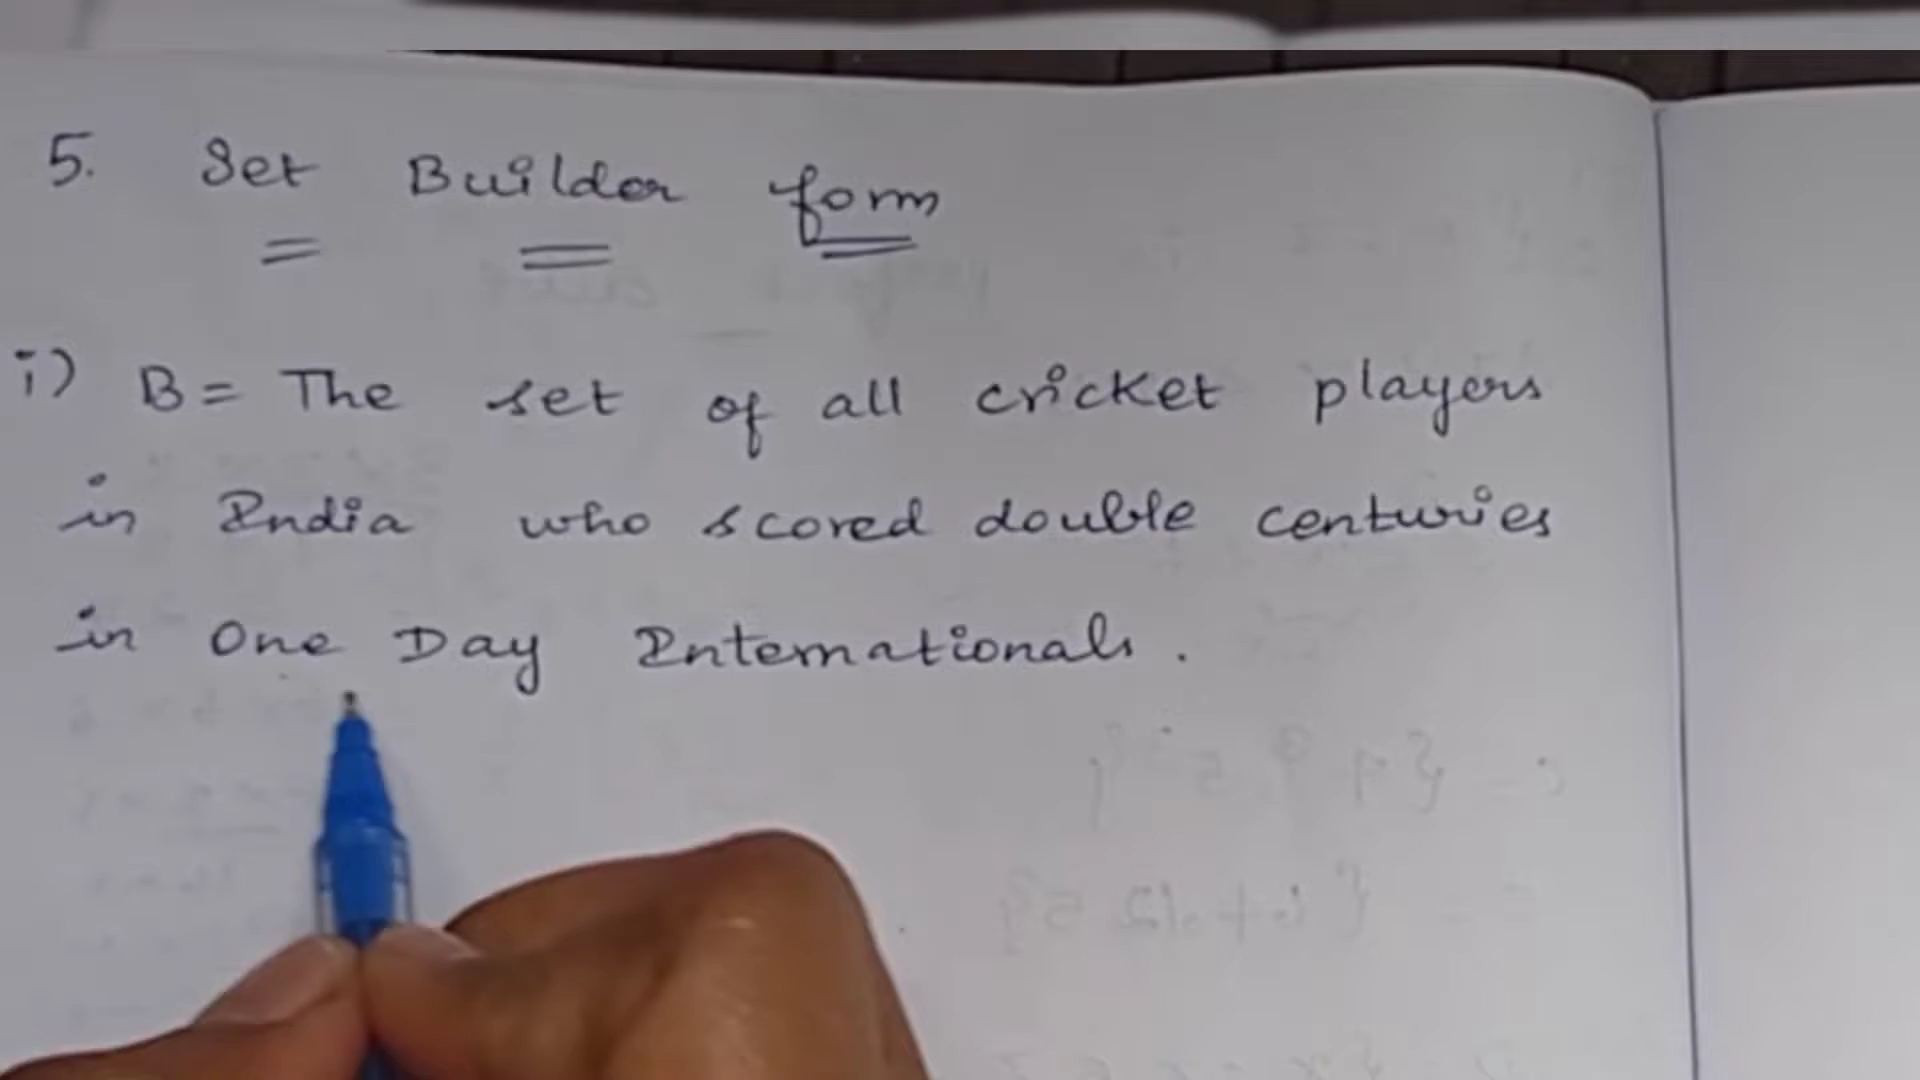 5. Set Builder form
i) B = The set of all cricket players
in India who scored double centuries
in One Day Internationals.